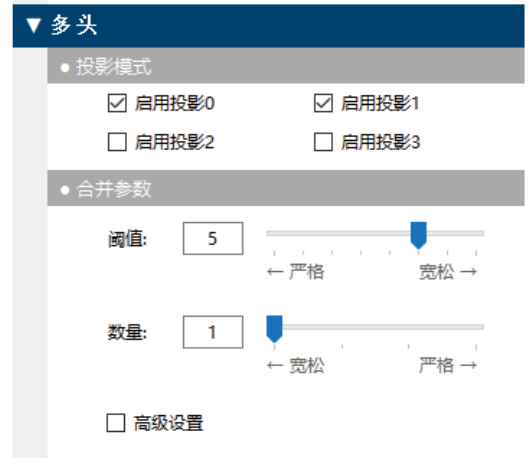 ▼ 多头
● 投影模式
启用投影0 启用投影1
启用投影2 启用投影3
● 合并参数
阈值: 5
← 严格 宽松 →
数量: 1
← 宽松 严格 →
高级设置